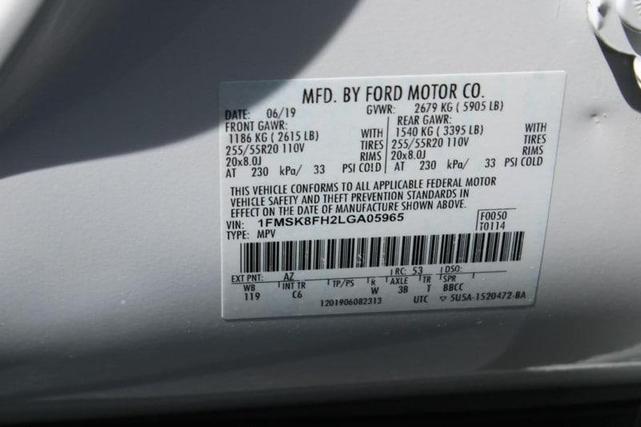 MFD. BY FORD MOTOR CO.
DATE: 06/19 GVWR: 2679 KG ( 5905 LB)
FRONT GAWR: REAR GAWR:
1186 KG ( 2615 LB) WITH 1540 KG ( 3395 LB) WITH
255/55R20 110V TIRES 255/55R20 110V TIRES
20x8.0J RIMS 20x8.0J RIMS
AT 230 kPa/ 33 PSI COLD AT 230 kPa/ 33 PSI COLD
THIS VEHICLE CONFORMS TO ALL APPLICABLE FEDERAL MOTOR
VEHICLE SAFETY AND THEFT PREVENTION STANDARDS IN
EFFECT ON THE DATE OF MANUFACTURE SHOWN ABOVE.
VIN: 1FMSK8FH2LGA05965 F0050
TYPE: MPV T0114
EXT PNT: AZ RC: 53 DSO:
WB INT TR TP/PS R AXLE TR SPR
119 C6 W 3B T BBCC
1201906082313 UTC 5U5A-1520472-BA